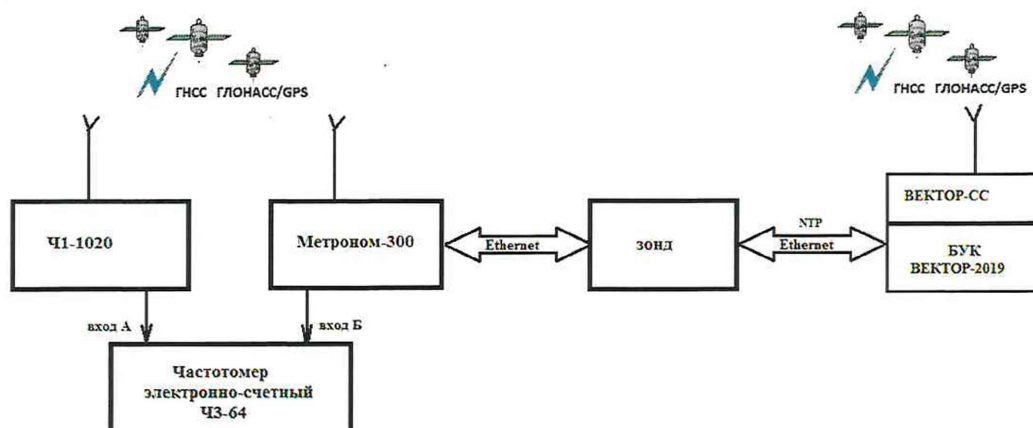 ГНСС ГЛОНАСС/GPS
ГНСС ГЛОНАСС/GPS
Ч1-1020
Метроном-300
Ethernet
зонд
NTP
Ethernet
ВЕКТОР-СС
БУК
ВЕКТОР-2019
вход А
вход Б
Частотомер
электронно-счетный
ЧЗ-64